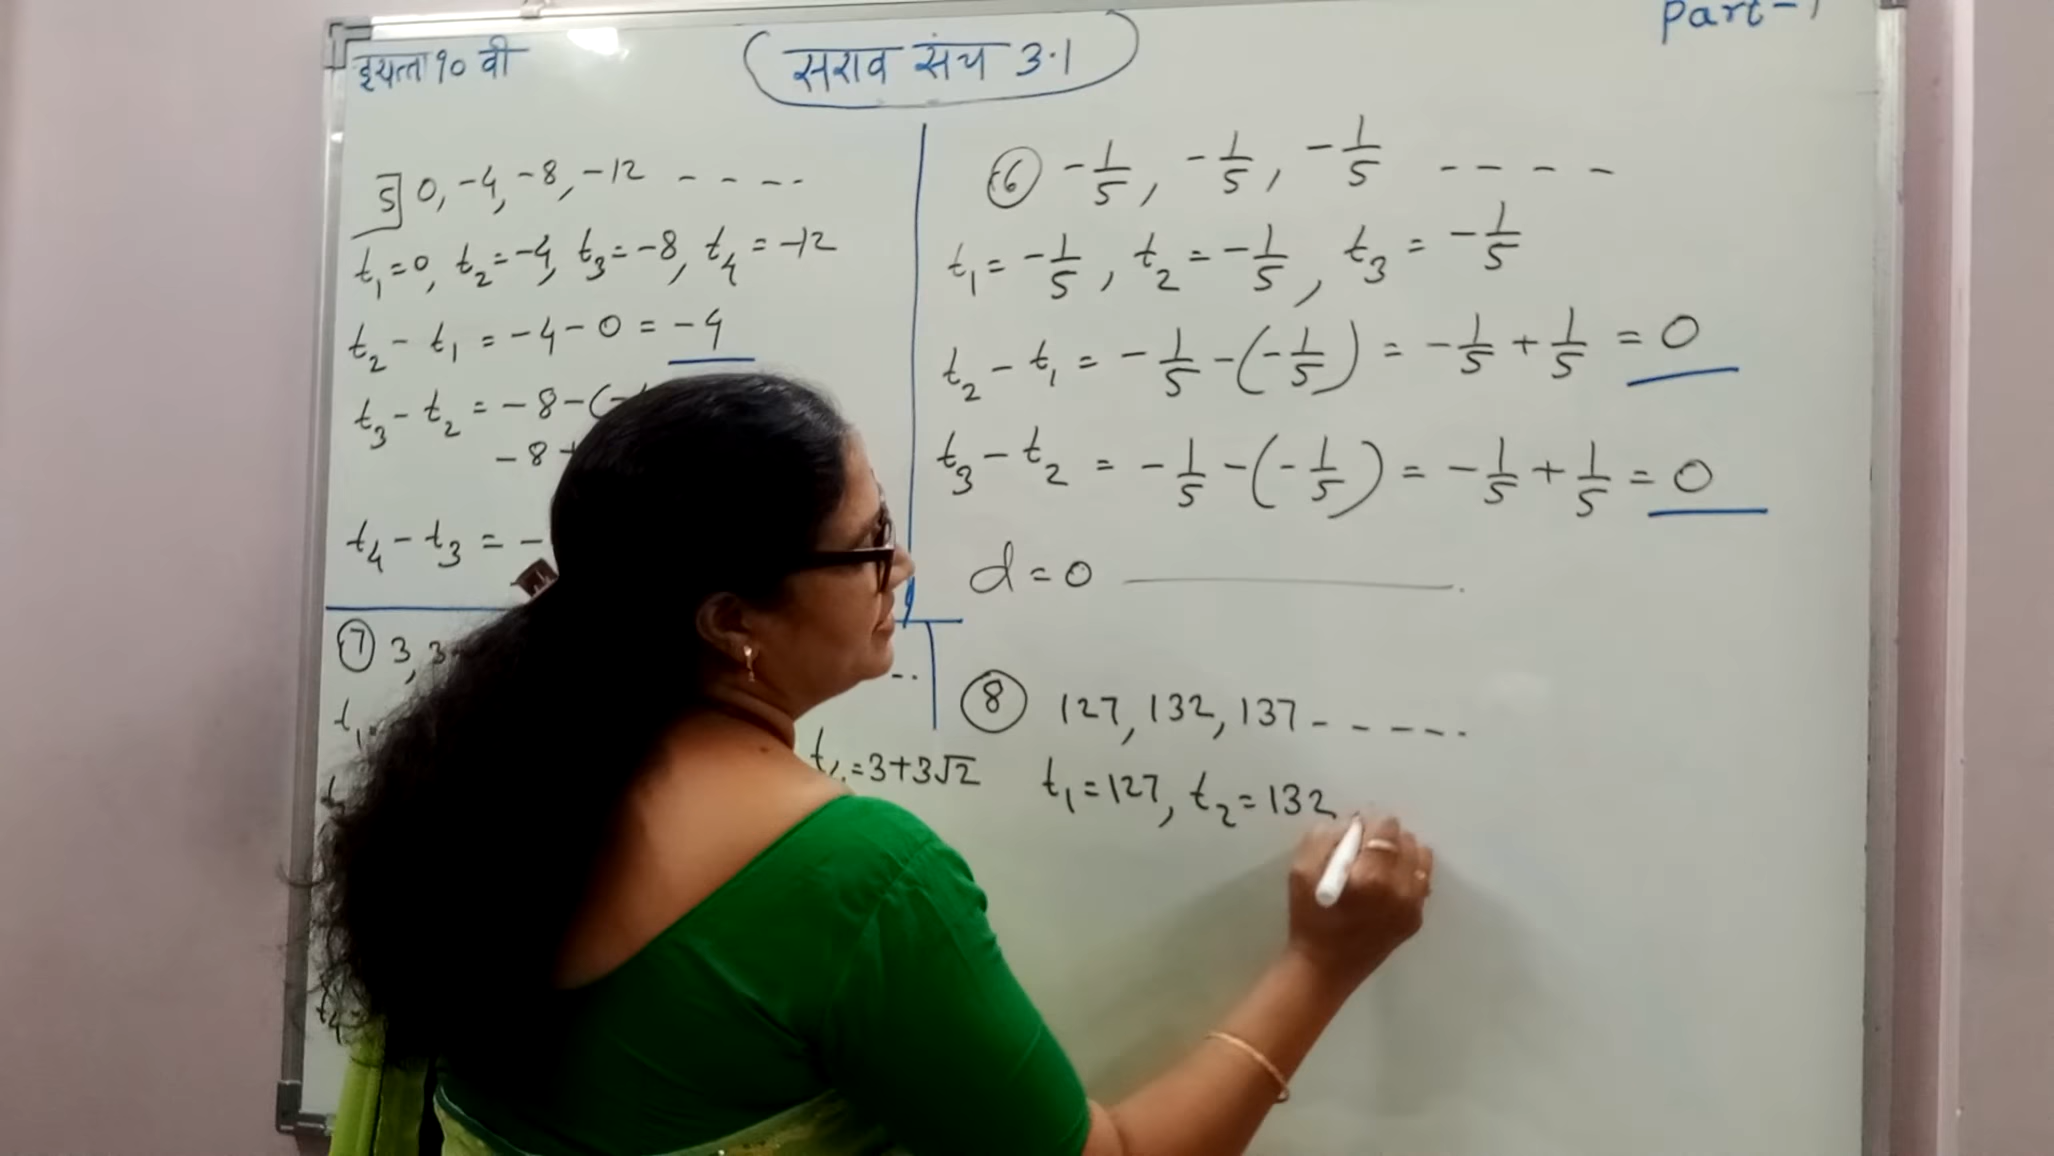 इयत्ता १० वी
सराव संच 3.1
Part-1
5] 0, -4, -8, -12 ----
t₁=0, t₂=-4, t₃=-8, t₄=-12
t₂ - t₁ = -4-0 = -4
t₃ - t₂ = -8-(-
-8+
t₄ - t₃ = -
⑥ -1/5, -1/5, -1/5 ----
t₁= -1/5, t₂ = -1/5, t₃ = -1/5
t₂ - t₁ = -1/5 -(-1/5) = -1/5 + 1/5 = 0
t₃ - t₂ = -1/5 -(-1/5) = -1/5 + 1/5 = 0
d = 0
⑦ 3, 3
t₁
=3+3√2
⑧ 127, 132, 137 -----.
t₁=127, t₂=132